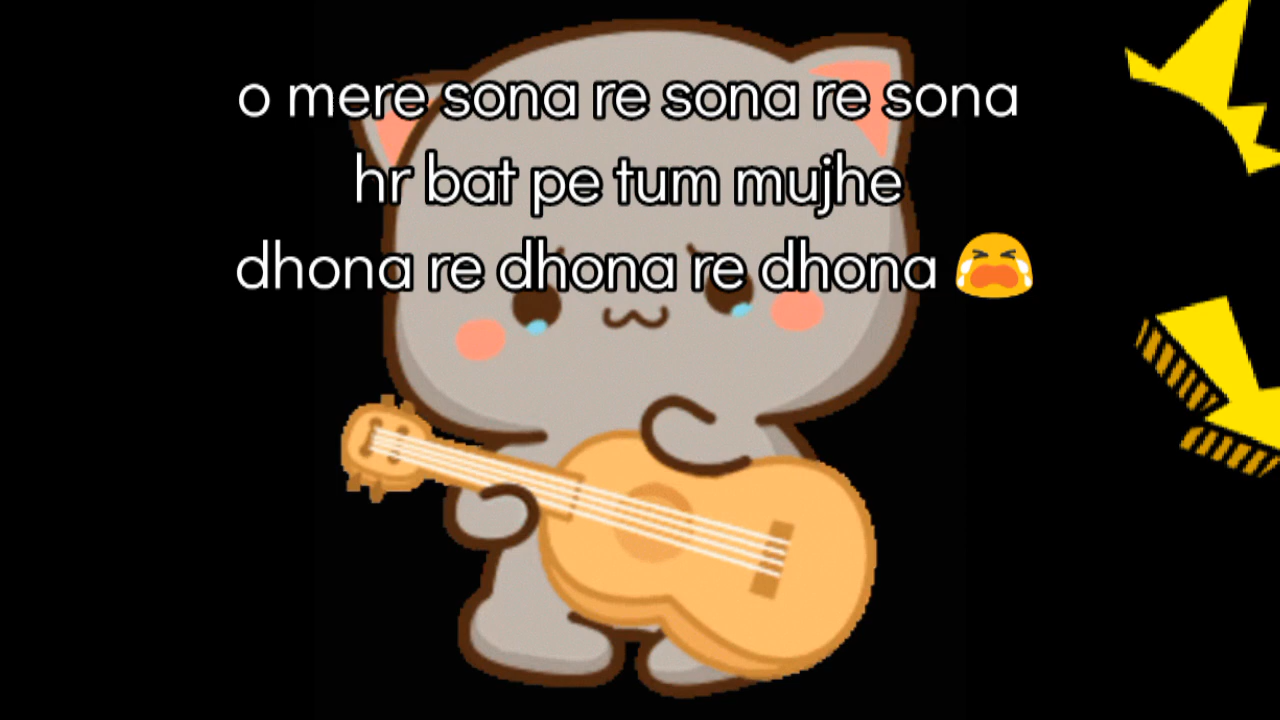 o mere sona re sona re sona
hr bat pe tum mujhe
dhona re dhona re dhona 😭